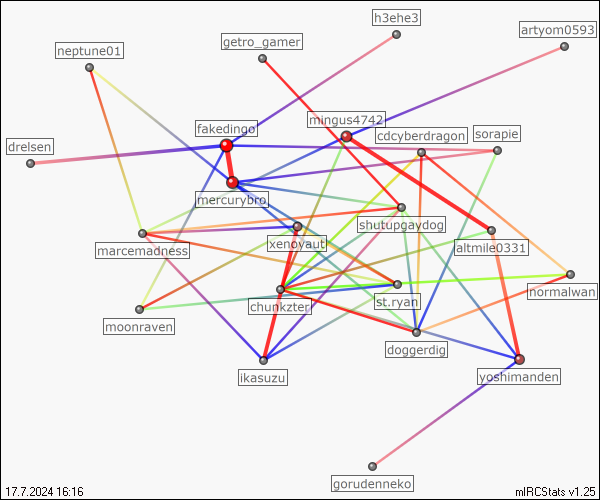 h3ehe3
artyom0593
getro_gamer
neptune01
mingus4742
fakedingo
cdcyberdragon
sorapie
drelsen
mercurybro
shutupgaydog
xenoyaut
altmile0331
marcemadness
st.ryan
chunkzter
normalwan
moonraven
doggerdig
ikasuzu
yoshimanden
gorudenneko
17.7.2024 16:16
mIRCStats v1.25